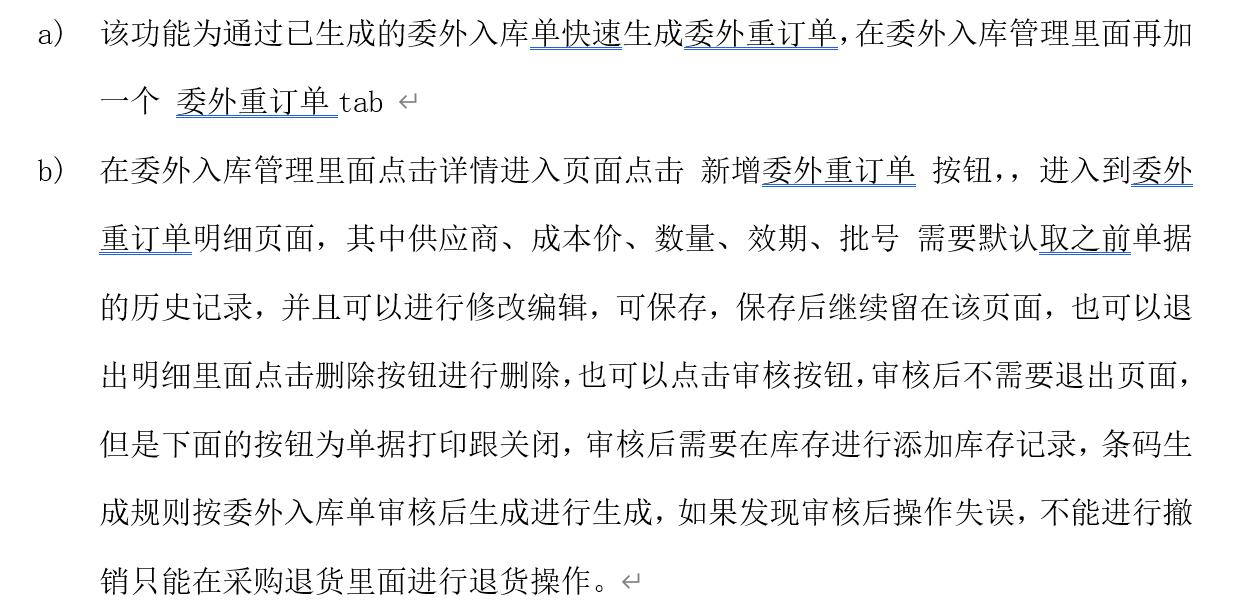 a) 该功能为通过已生成的委外入库单快速生成委外重订单,在委外入库管理里面再加
一个 委外重订单 tab
b) 在委外入库管理里面点击详情进入页面点击 新增委外重订单 按钮,，进入到委外
重订单明细页面，其中供应商、成本价、数量、效期、批号 需要默认取之前单据
的历史记录，并且可以进行修改编辑，可保存，保存后继续留在该页面，也可以退
出明细里面点击删除按钮进行删除,也可以点击审核按钮,审核后不需要退出页面，
但是下面的按钮为单据打印跟关闭，审核后需要在库存进行添加库存记录，条码生
成规则按委外入库单审核后生成进行生成，如果发现审核后操作失误，不能进行撤
销只能在采购退货里面进行退货操作。